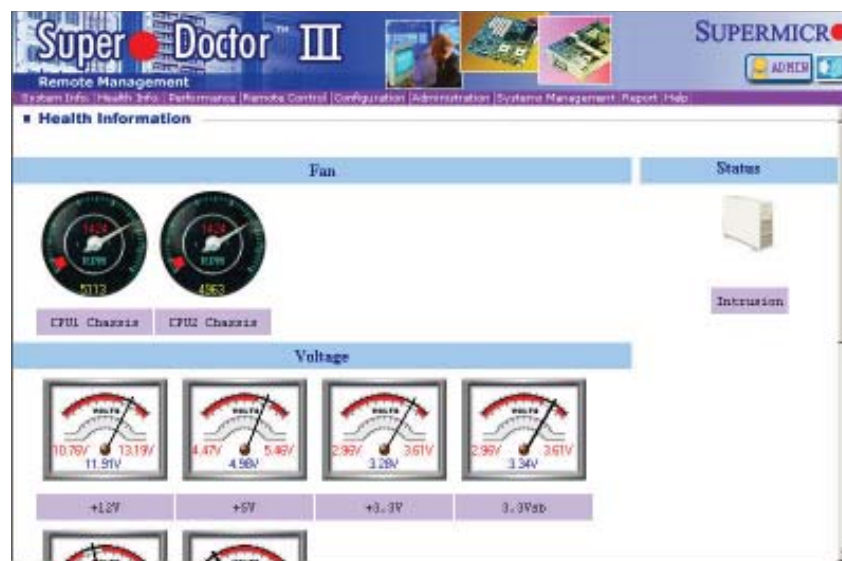 Super Doctor™ III
SUPERMICR
Remote Management
ADMIN
System Info. | Health Info. | Performance | Remote Control | Configuration | Administration | Systems Management | Report | Help
Health Information
Fan
Status
1424 1424
RPM RPM
5113 4963
CPU1 Chassis CPU2 Chassis
Intrusion
Voltage
VOLTS VOLTS VOLTS VOLTS
10.76V 13.19V 4.47V 5.46V 2.96V 3.61V 2.96V 3.61V
11.91V 4.98V 3.28V 3.34V
+12V +5V +3.3V 3.3Vsb